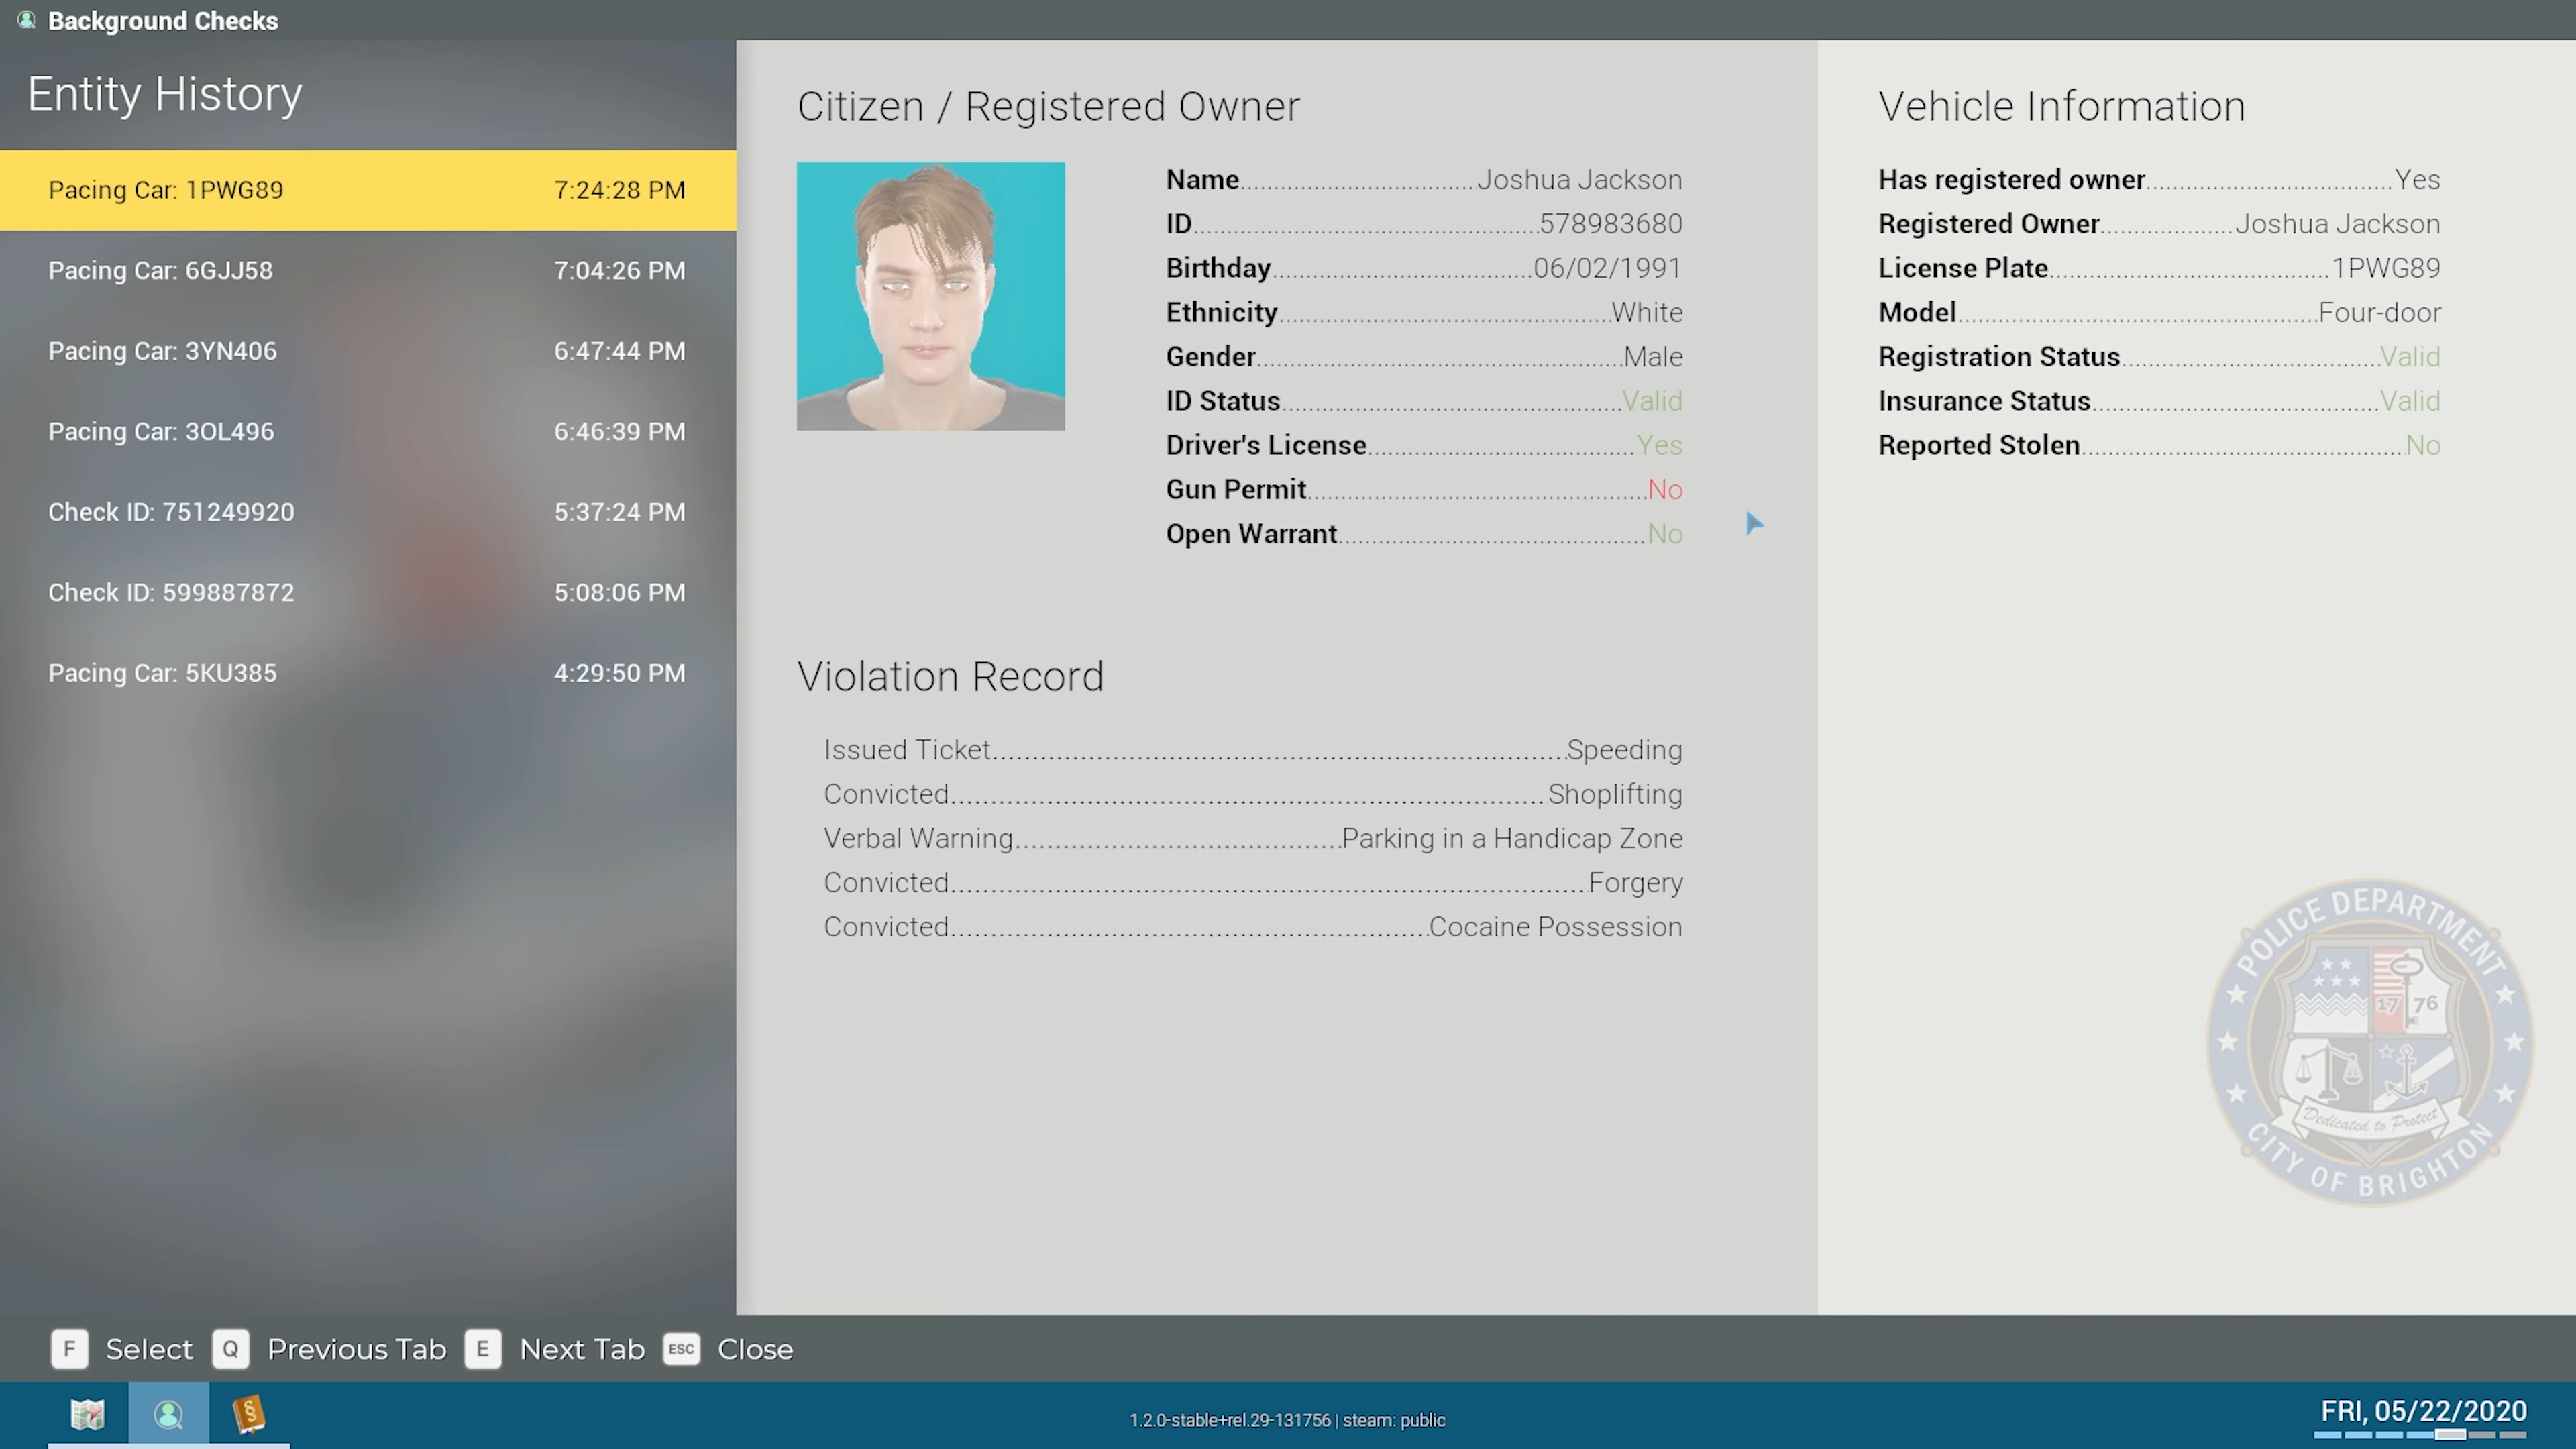 Background Checks
Entity History
Pacing Car: 1PWG89 7:24:28 PM
Pacing Car: 6GJJ58 7:04:26 PM
Pacing Car: 3YN406 6:47:44 PM
Pacing Car: 3OL496 6:46:39 PM
Check ID: 751249920 5:37:24 PM
Check ID: 599887872 5:08:06 PM
Pacing Car: 5KU385 4:29:50 PM
Citizen / Registered Owner
Name Joshua Jackson
ID 578983680
Birthday 06/02/1991
Ethnicity White
Gender Male
ID Status Valid
Driver's License Yes
Gun Permit No
Open Warrant No
Violation Record
Issued Ticket Speeding
Convicted Shoplifting
Verbal Warning Parking in a Handicap Zone
Convicted Forgery
Convicted Cocaine Possession
Vehicle Information
Has registered owner Yes
Registered Owner Joshua Jackson
License Plate 1PWG89
Model Four-door
Registration Status Valid
Insurance Status Valid
Reported Stolen No
POLICE DEPARTMENT
17 76
Dedicated to Protect
CITY OF BRIGHTON
F Select Q Previous Tab E Next Tab ESC Close
§
1.2.0-stable+rel.29-131756 | steam: public
FRI, 05/22/2020